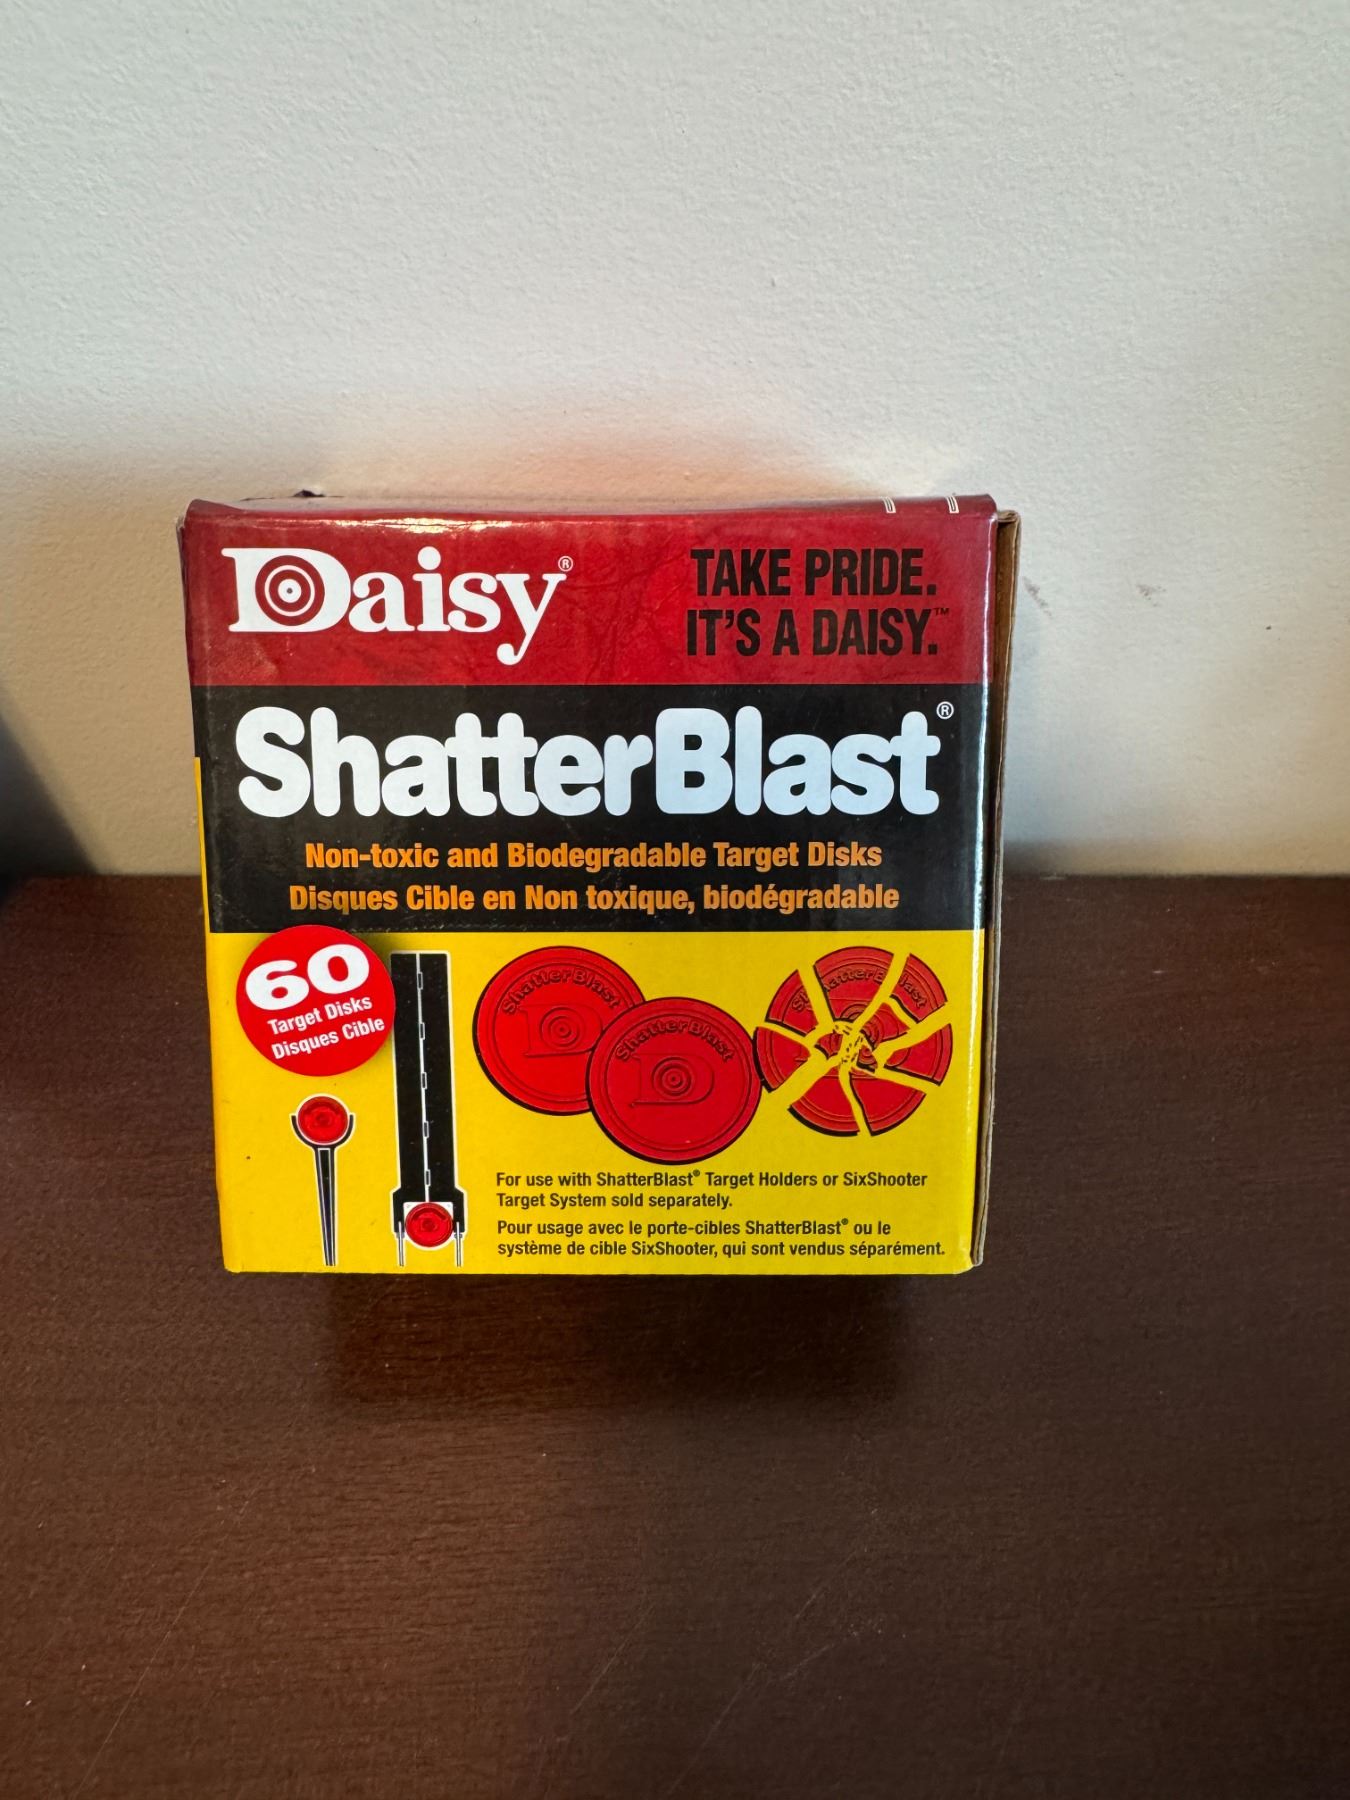 Daisy®
TAKE PRIDE.
IT'S A DAISY.™
ShatterBlast®
Non-toxic and Biodegradable Target Disks
Disques Cible en Non toxique, biodégradable
60
Target Disks
Disques Cible
ShatterBlast
D
ShatterBlast
D
ShatterBlast
For use with ShatterBlast® Target Holders or SixShooter
Target System sold separately.
Pour usage avec le porte-cibles ShatterBlast® ou le
système de cible SixShooter, qui sont vendus séparément.